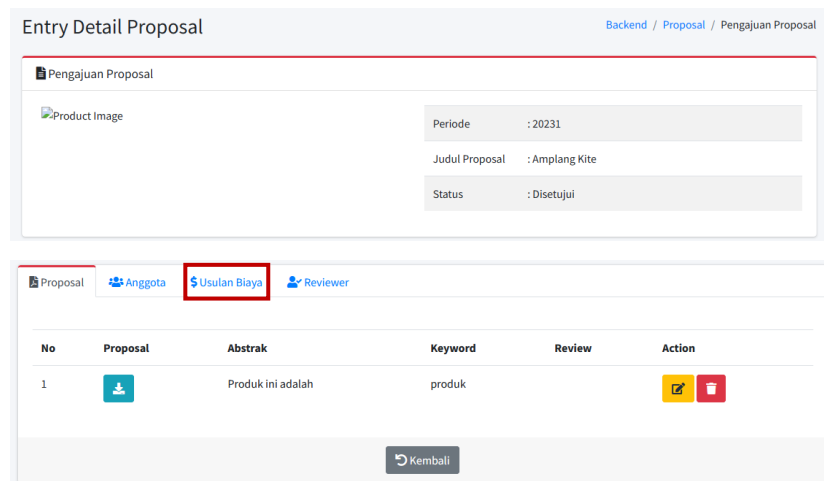 Entry Detail Proposal
Backend / Proposal / Pengajuan Proposal
Pengajuan Proposal
Product Image
Periode : 20231
Judul Proposal : Amplang Kite
Status : Disetujui
Proposal Anggota Usulan Biaya Reviewer
No Proposal Abstrak Keyword Review Action
1 Produk ini adalah produk
Kembali